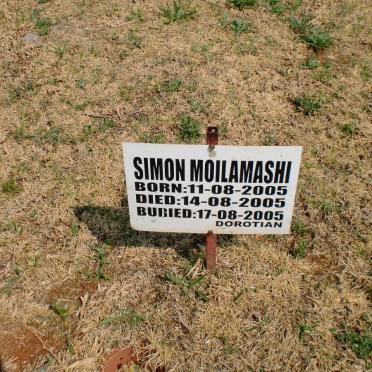 SIMON MOILAMASHI
BORN:11-08-2005
DIED:14-08-2005
BURIED:17-08-2005
DOROTIAN